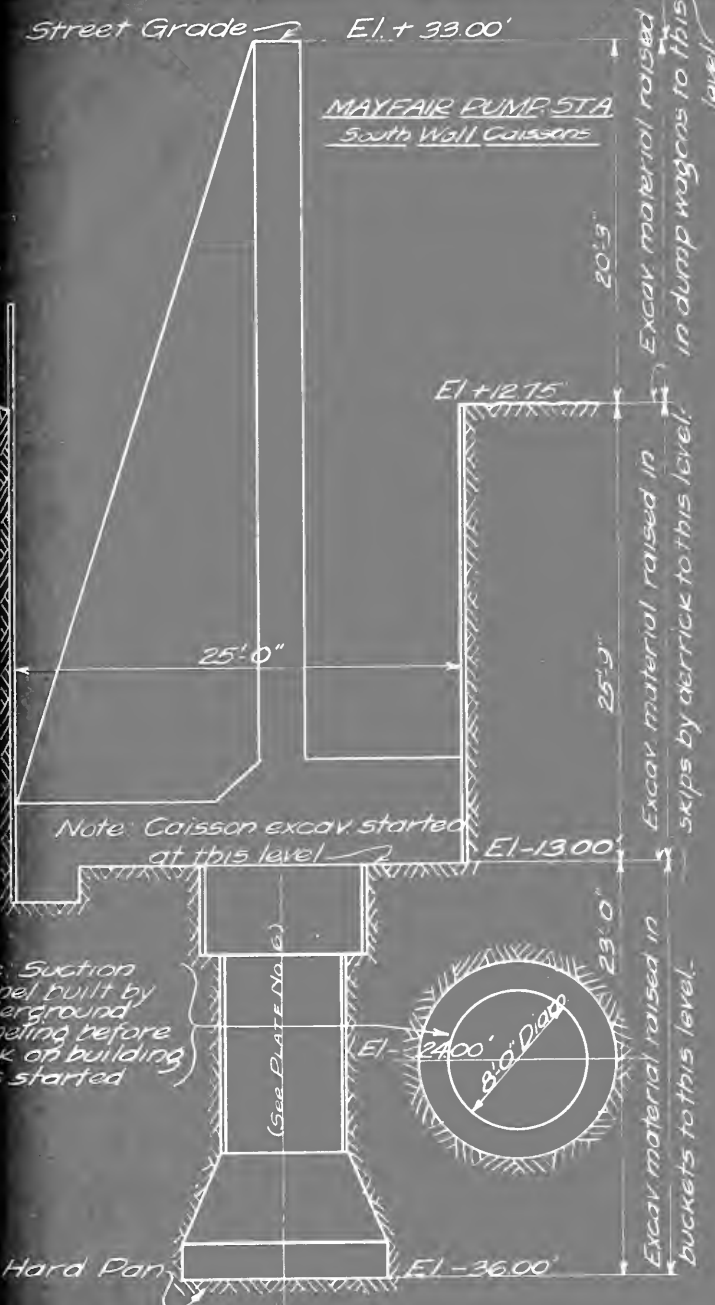 Street Grade
El. + 33.00'
MAYFAIR PUMP. STA
South Wall Caissons
20'-3"
Excav. material raised
in dump wagons to this
level
El +12.75'
25'-0"
25'-9"
Excav. material raised in
skips by derrick to this level.
Note: Caisson excav. started
at this level
El.-13.00'
23'-0"
Excav. material raised in
buckets to this level.
Suction
built by
before
on building
started
(See PLATE No. 6)
El.-24.00'
8'-0" Diam
Hard Pan
El.-36.00'